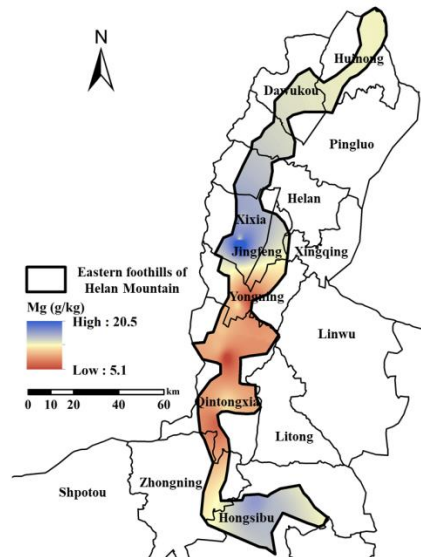 N
Huinong
Dawukou
Pingluo
Helan
Xixia
Jingfeng
Xingqing
Eastern foothills of
Helan Mountain
Yongning
Mg (g/kg)
High : 20.5
Linwu
Low : 5.1
km
10 0 10 20 40 60
Qintongxia
Litong
Zhongning
Shpotou
Hongsibu